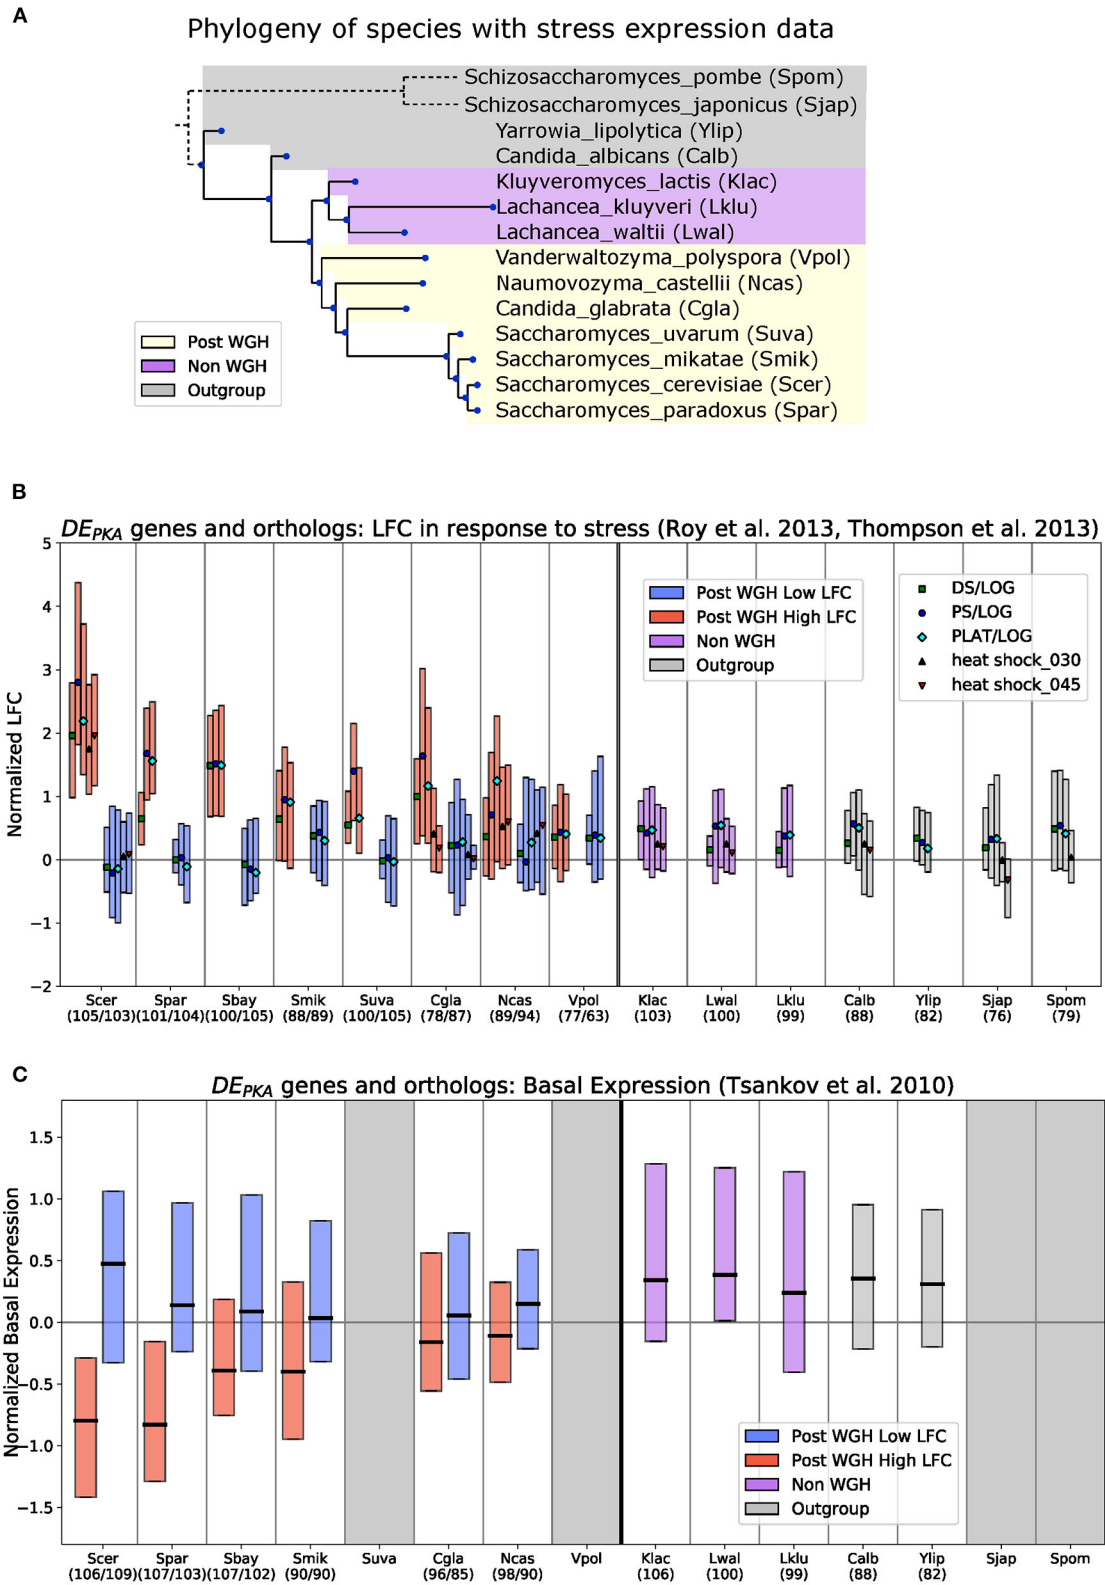 A
Phylogeny of species with stress expression data
Schizosaccharomyces_pombe (Spom)
Schizosaccharomyces_japonicus (Sjap)
Yarrowia_lipolytica (Ylip)
Candida_albicans (Calb)
Kluyveromyces_lactis (Klac)
Lachancea_kluyveri (Lklu)
Lachancea_waltii (Lwal)
Vanderwaltozyma_polyspora (Vpol)
Naumovozyma_castellii (Ncas)
Candida_glabrata (Cgla)
Saccharomyces_uvarum (Suva)
Saccharomyces_mikatae (Smik)
Saccharomyces_cerevisiae (Scer)
Saccharomyces_paradoxus (Spar)
Post WGH
Non WGH
Outgroup
B
DE_PKA genes and orthologs: LFC in response to stress (Roy et al. 2013, Thompson et al. 2013)
Normalized LFC
5
4
3
2
1
0
−1
−2
Post WGH Low LFC
Post WGH High LFC
Non WGH
Outgroup
DS/LOG
PS/LOG
PLAT/LOG
heat shock_030
heat shock_045
Scer Spar Sbay Smik Suva Cgla Ncas Vpol Klac Lwal Lklu Calb Ylip Sjap Spom
(105/103) (101/104) (100/105) (88/89) (100/105) (78/87) (89/94) (77/63) (103) (100) (99) (88) (82) (76) (79)
C
DE_PKA genes and orthologs: Basal Expression (Tsankov et al. 2010)
Normalized Basal Expression
1.5
1.0
0.5
0.0
−0.5
−1.0
−1.5
Post WGH Low LFC
Post WGH High LFC
Non WGH
Outgroup
Scer Spar Sbay Smik Suva Cgla Ncas Vpol Klac Lwal Lklu Calb Ylip Sjap Spom
(106/109) (107/103) (107/102) (90/90) (96/85) (98/90) (106) (100) (99) (88) (82)